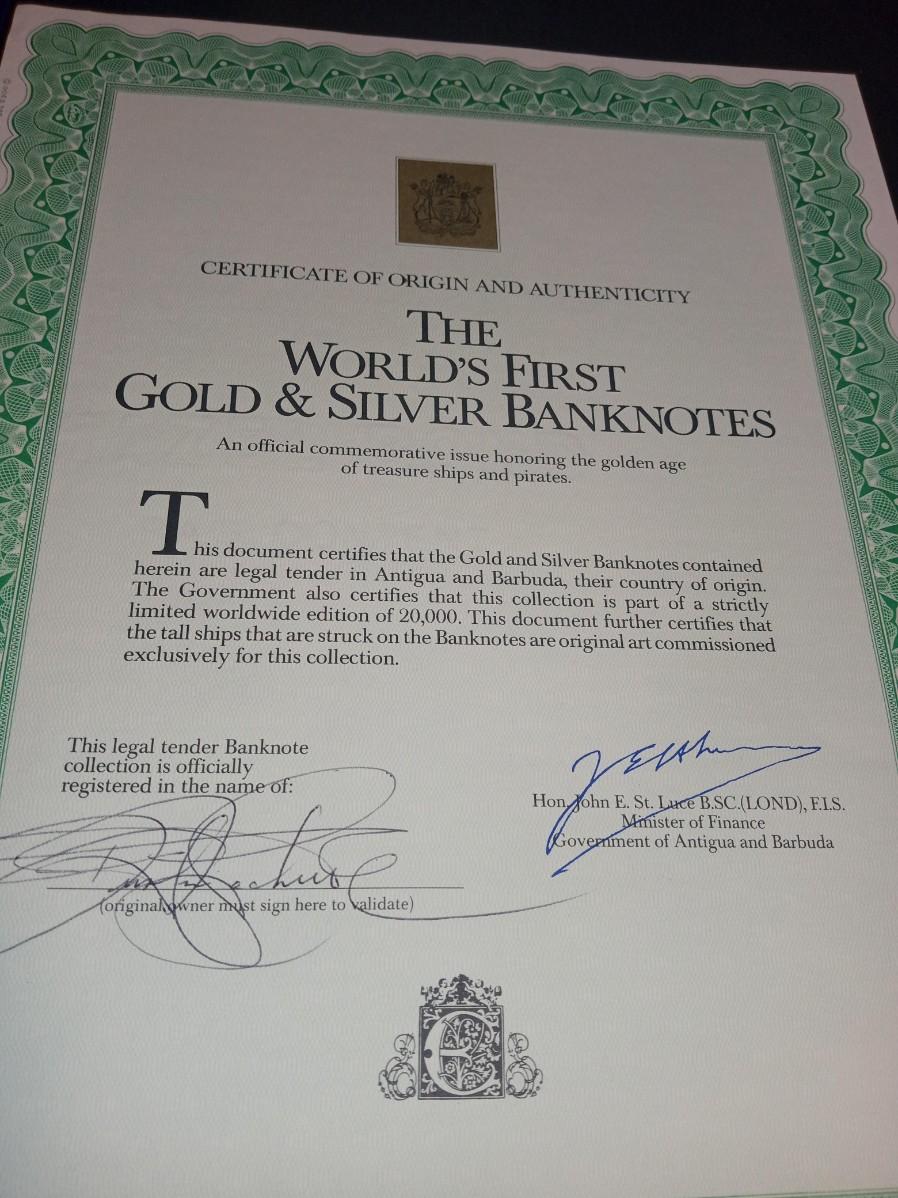 CERTIFICATE OF ORIGIN AND AUTHENTICITY
THE
WORLD'S FIRST
GOLD & SILVER BANKNOTES
An official commemorative issue honoring the golden age
of treasure ships and pirates.
This document certifies that the Gold and Silver Banknotes contained
herein are legal tender in Antigua and Barbuda, their country of origin.
The Government also certifies that this collection is part of a strictly
limited worldwide edition of 20,000. This document further certifies that
the tall ships that are struck on the Banknotes are original art commissioned
exclusively for this collection.
This legal tender Banknote
collection is officially
registered in the name of:
(original owner must sign here to validate)
Hon. John E. St. Luce B.SC.(LOND), F.I.S.
Minister of Finance
Government of Antigua and Barbuda
E